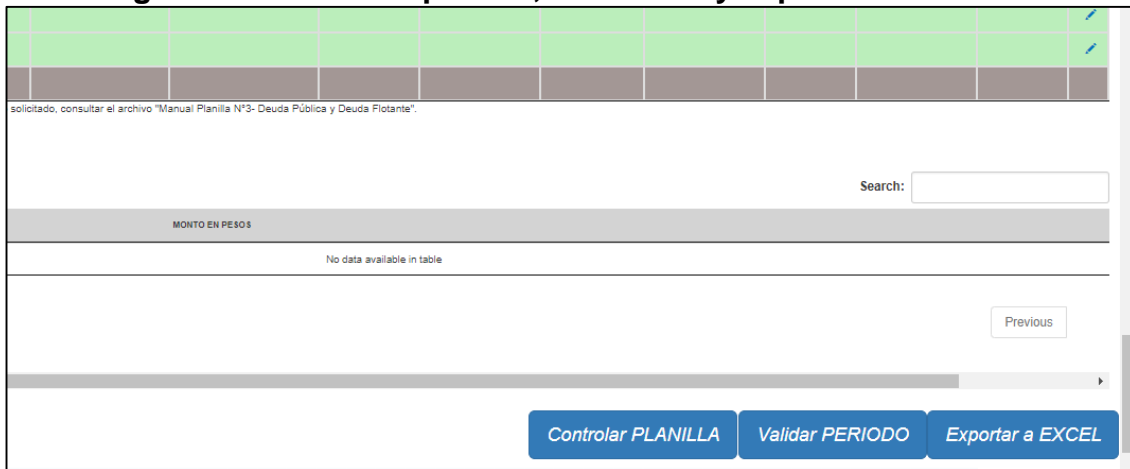 solicitado, consultar el archivo "Manual Planilla N°3- Deuda Pública y Deuda Flotante".
Search:
MONTO EN PESOS
No data available in table
Previous
Controlar PLANILLA Validar PERIODO Exportar a EXCEL